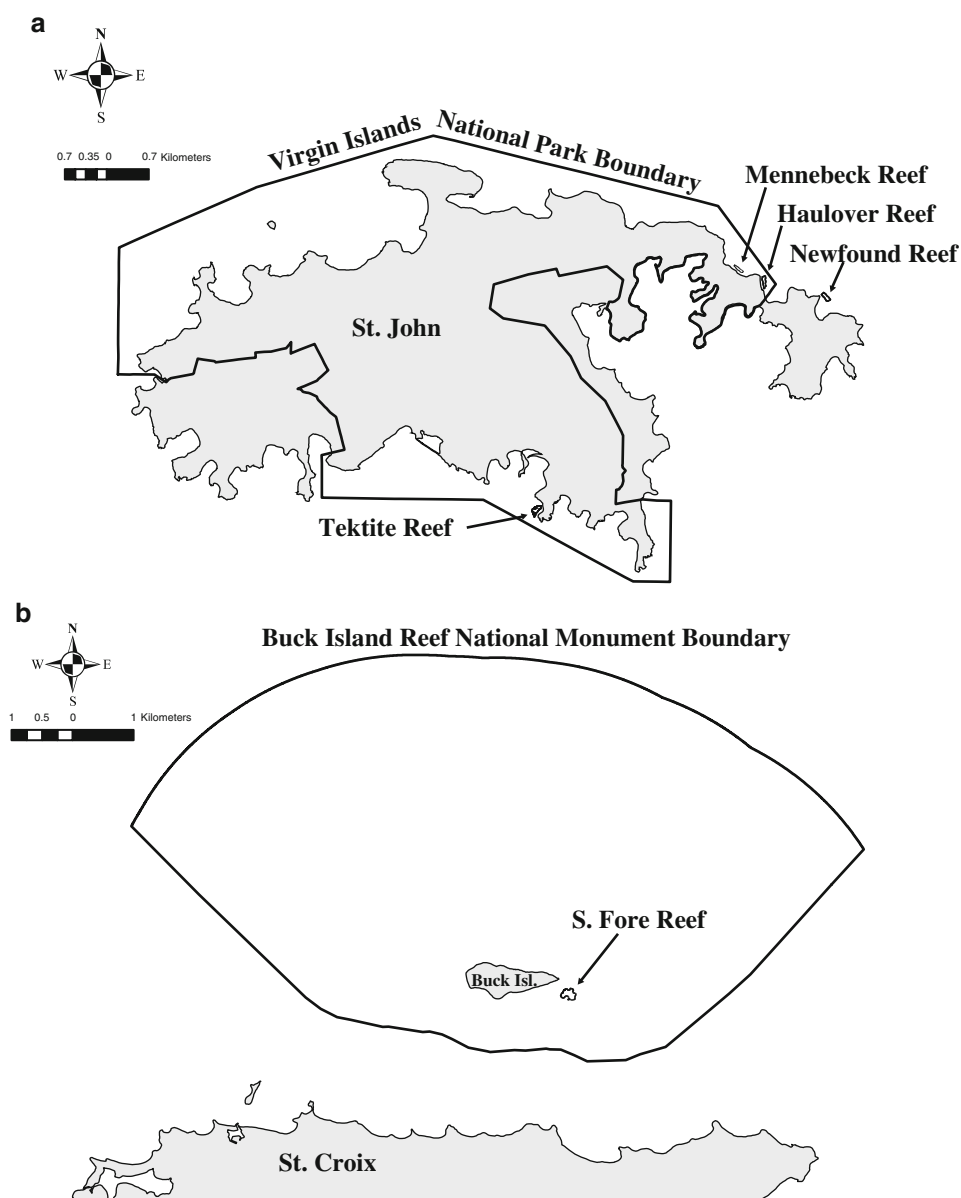 a
N
W E
S
0.7 0.35 0 0.7 Kilometers
Virgin Islands National Park Boundary
Mennebeck Reef
Haulover Reef
Newfound Reef
St. John
Tektite Reef
b
N
W E
S
1 0.5 0 1 Kilometers
Buck Island Reef National Monument Boundary
S. Fore Reef
Buck Isl.
St. Croix